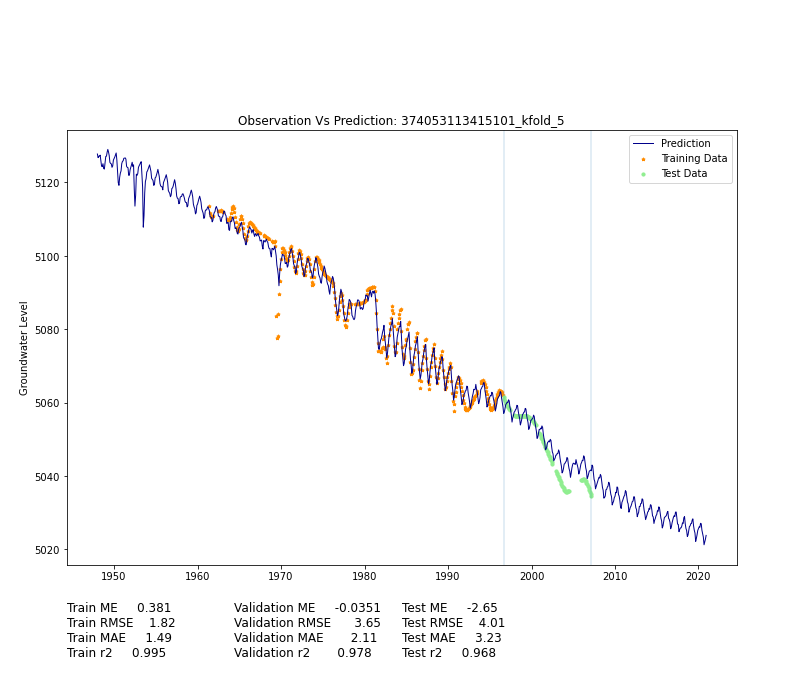 Observation Vs Prediction: 374053113415101_kfold_5
Prediction
Training Data
Test Data
Groundwater Level
5120
5100
5080
5060
5040
5020
1950 1960 1970 1980 1990 2000 2010 2020
Train ME 0.381 Validation ME -0.0351 Test ME -2.65
Train RMSE 1.82 Validation RMSE 3.65 Test RMSE 4.01
Train MAE 1.49 Validation MAE 2.11 Test MAE 3.23
Train r2 0.995 Validation r2 0.978 Test r2 0.968